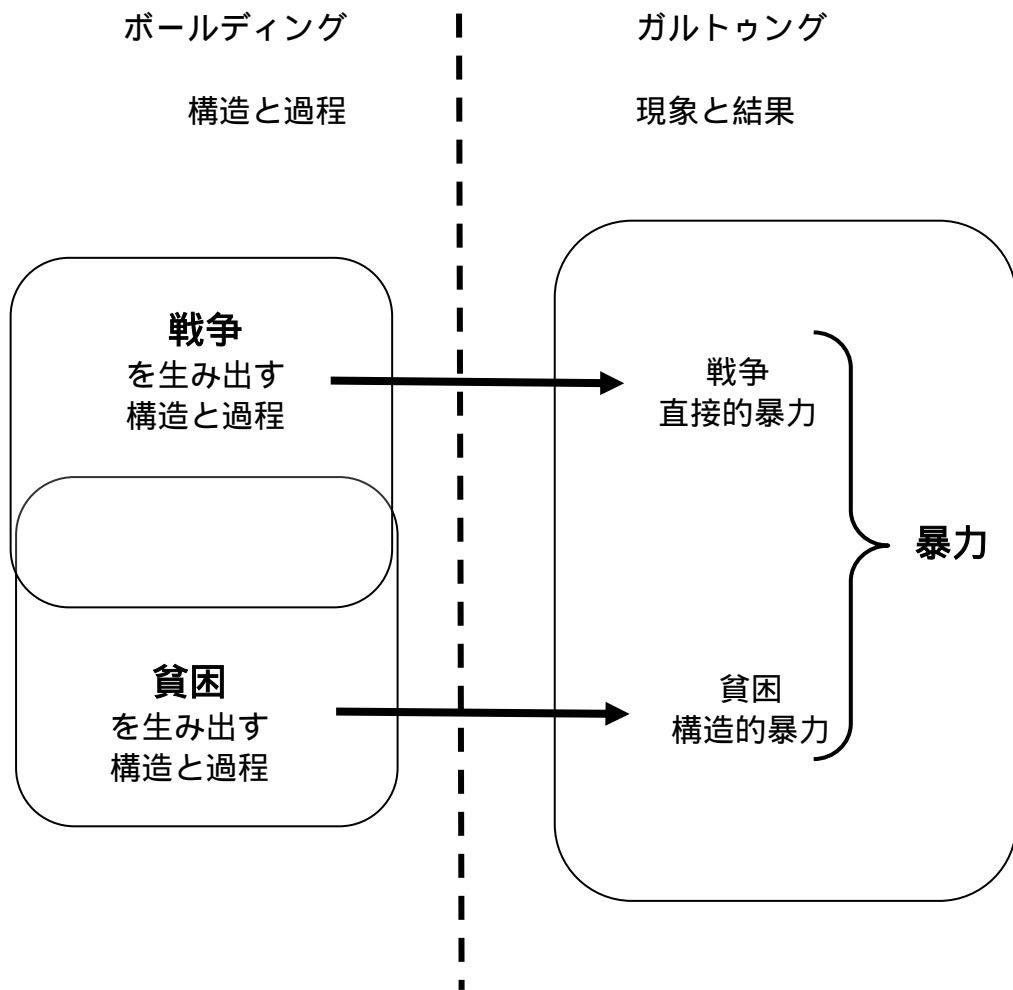 ボールディング
ガルトゥング
構造と過程
現象と結果
戦争
を生み出す
構造と過程
戦争
直接的暴力
暴力
貧困
を生み出す
構造と過程
貧困
構造的暴力